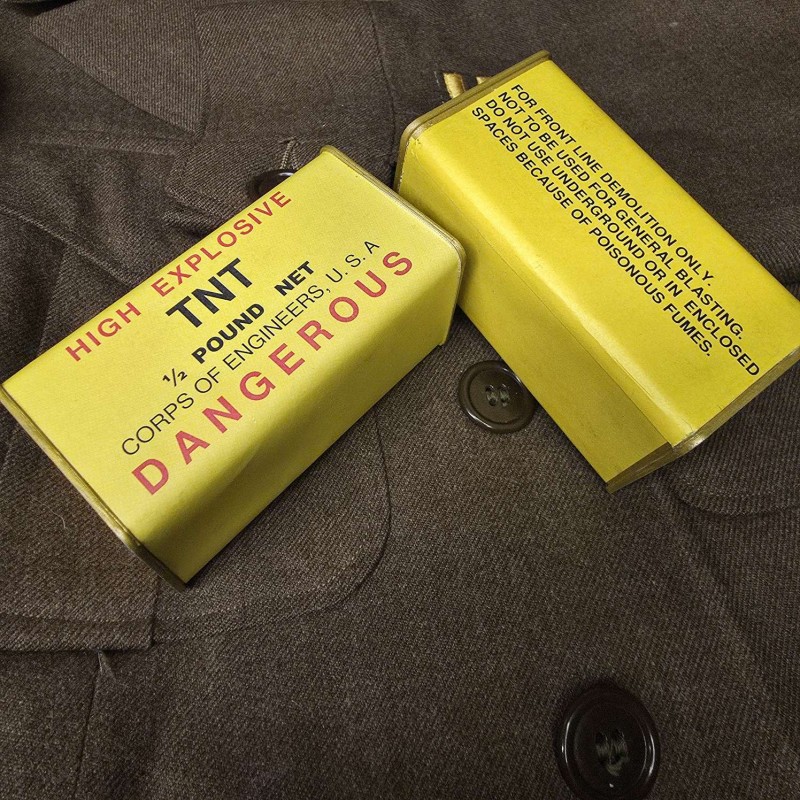 HIGH EXPLOSIVE
TNT
½ POUND NET
CORPS OF ENGINEERS, U. S. A
DANGEROUS
FOR FRONT LINE DEMOLITION ONLY.
NOT TO BE USED FOR GENERAL BLASTING.
DO NOT USE UNDERGROUND OR IN ENCLOSED
SPACES BECAUSE OF POISONOUS FUMES.